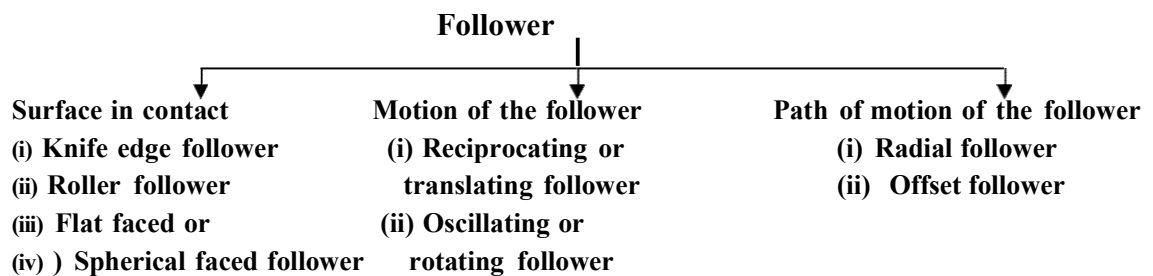 Follower
Surface in contact
(i) Knife edge follower
(ii) Roller follower
(iii) Flat faced or
(iv) ) Spherical faced follower
Motion of the follower
(i) Reciprocating or
translating follower
(ii) Oscillating or
rotating follower
Path of motion of the follower
(i) Radial follower
(ii) Offset follower